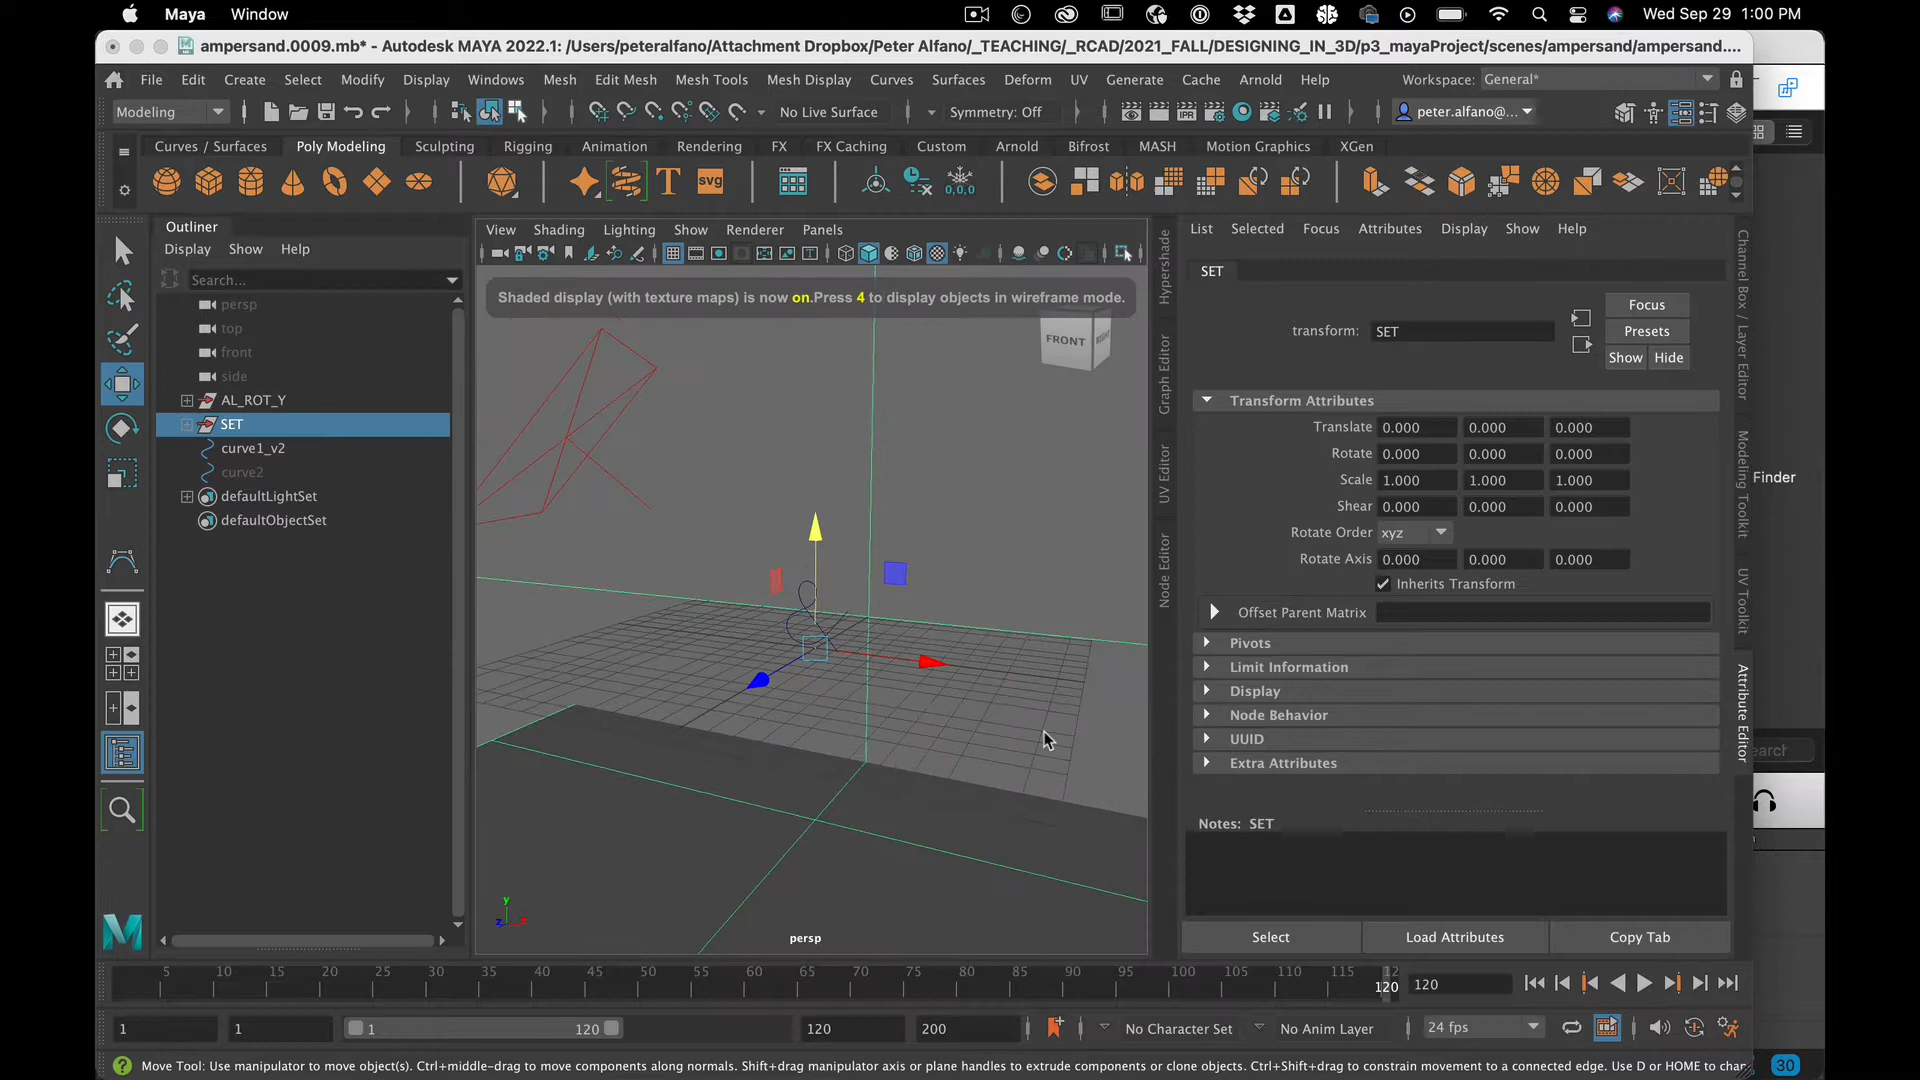 Maya Window Wed Sep 29 1:00 PM
ampersand.0009.mb* - Autodesk MAYA 2022.1: /Users/peteralfano/Attachment Dropbox/Peter Alfano/_TEACHING/_RCAD/2021_FALL/DESIGNING_IN_3D/p3_mayaProject/scenes/ampersand/ampersand....
File Edit Create Select Modify Display Windows Mesh Edit Mesh Mesh Tools Mesh Display Curves Surfaces Deform UV Generate Cache Arnold Help Workspace: General*
Modeling No Live Surface Symmetry: Off IPR peter.alfano@...
Curves / Surfaces Poly Modeling Sculpting Rigging Animation Rendering FX FX Caching Custom Arnold Bifrost MASH Motion Graphics XGen
T svg 0,0,0
Outliner
Display Show Help
Search...
persp
top
front
side
AL_ROT_Y
SET
curve1_v2
curve2
defaultLightSet
defaultObjectSet
View Shading Lighting Show Renderer Panels
Shaded display (with texture maps) is now on.Press 4 to display objects in wireframe mode.
FRONT RIGHT
y
z x
persp
Hypershade
Graph Editor
UV Editor
Node Editor
List Selected Focus Attributes Display Show Help
SET
transform: SET
Focus
Presets
Show Hide
Transform Attributes
Translate 0.000 0.000 0.000
Rotate 0.000 0.000 0.000
Scale 1.000 1.000 1.000
Shear 0.000 0.000 0.000
Rotate Order xyz
Rotate Axis 0.000 0.000 0.000
Inherits Transform
Offset Parent Matrix
Pivots
Limit Information
Display
Node Behavior
UUID
Extra Attributes
Notes: SET
Select Load Attributes Copy Tab
Channel Box / Layer Editor
Modeling Toolkit
UV Toolkit
Attribute Editor
Finder
earch
5 10 15 20 25 30 35 40 45 50 55 60 65 70 75 80 85 90 95 100 105 110 115 12
120 120
1 1 1 120 120 200 No Character Set No Anim Layer 24 fps
Move Tool: Use manipulator to move object(s). Ctrl+middle-drag to move components along normals. Shift+drag manipulator axis or plane handles to extrude components or clone objects. Ctrl+Shift+drag to constrain movement to a connected edge. Use D or HOME to char
30